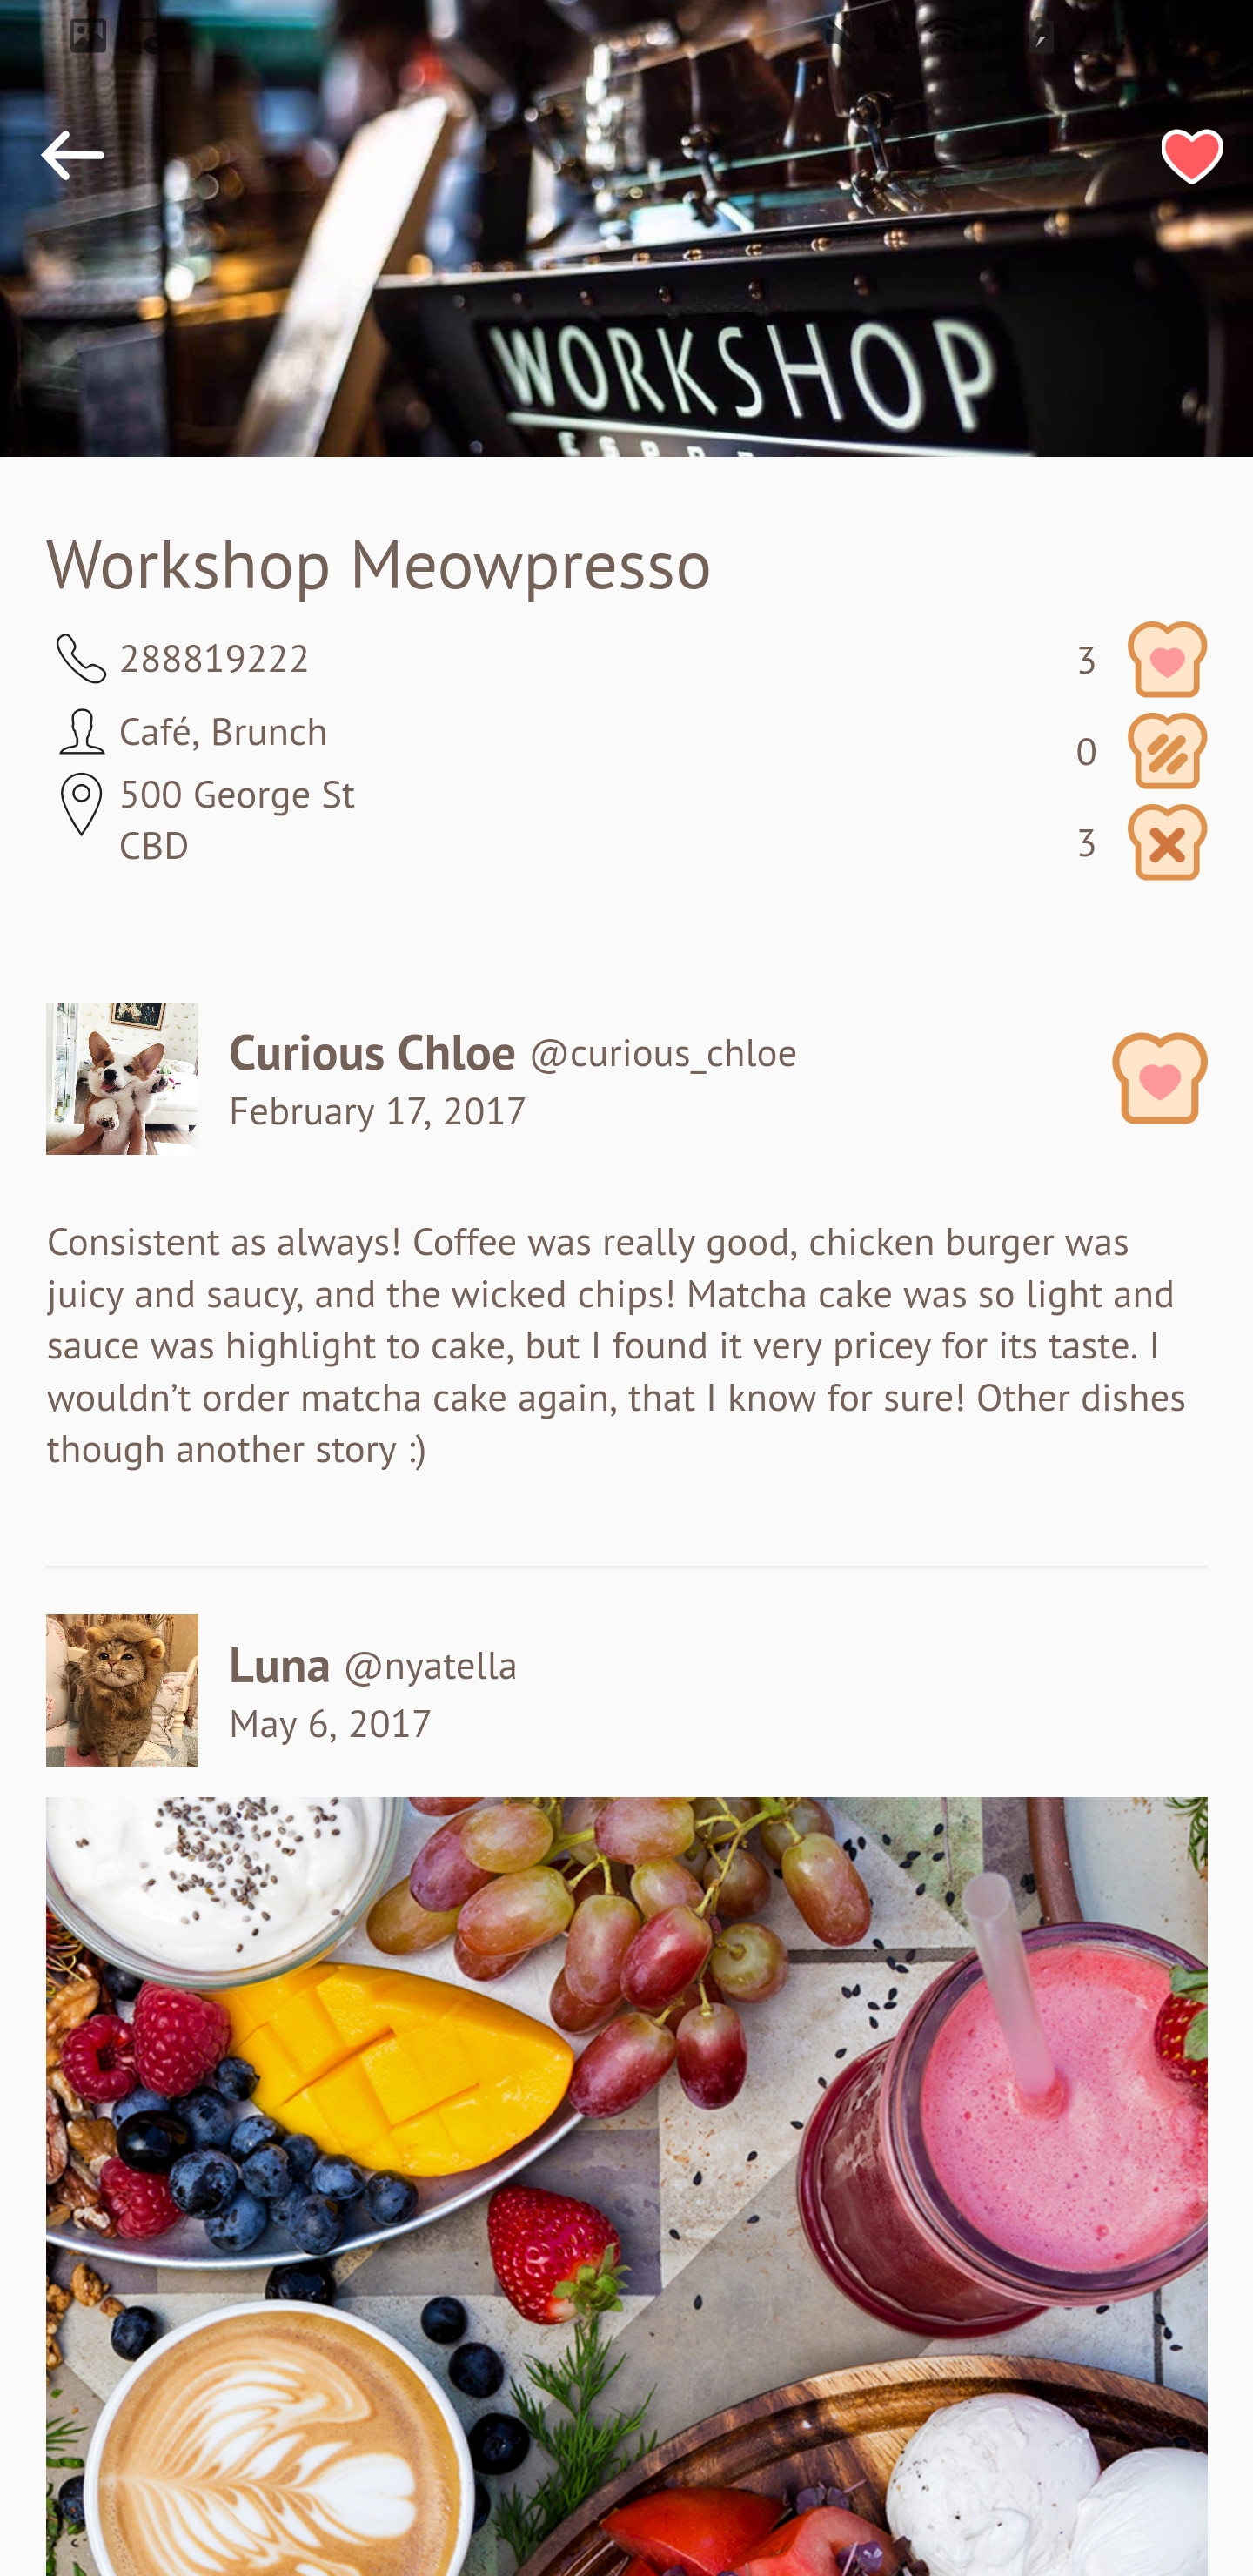 WORKSHOP
Workshop Meowpresso
288819222
3
Café, Brunch
0
500 George St
CBD
3
Curious Chloe @curious_chloe
February 17, 2017
Consistent as always! Coffee was really good, chicken burger was
juicy and saucy, and the wicked chips! Matcha cake was so light and
sauce was highlight to cake, but I found it very pricey for its taste. I
wouldn’t order matcha cake again, that I know for sure! Other dishes
though another story :)
Luna @nyatella
May 6, 2017